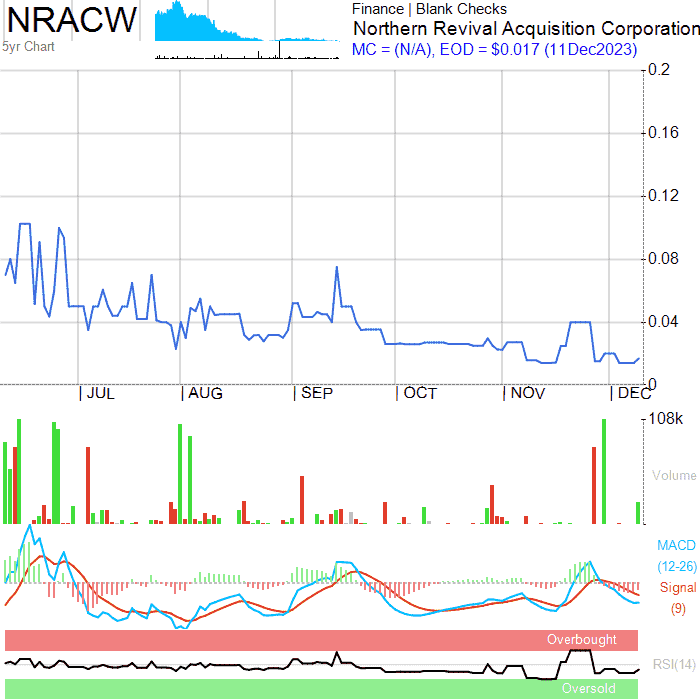 NRACW
5yr Chart
Finance | Blank Checks
Northern Revival Acquisition Corporation
MC = (N/A), EOD = $0.017 (11Dec2023)
0.2
0.16
0.12
0.08
0.04
0
| JUL | AUG | SEP | OCT | NOV | DEC
108k
Volume
MACD
(12-26)
Signal
(9)
Overbought
RSI(14)
Oversold